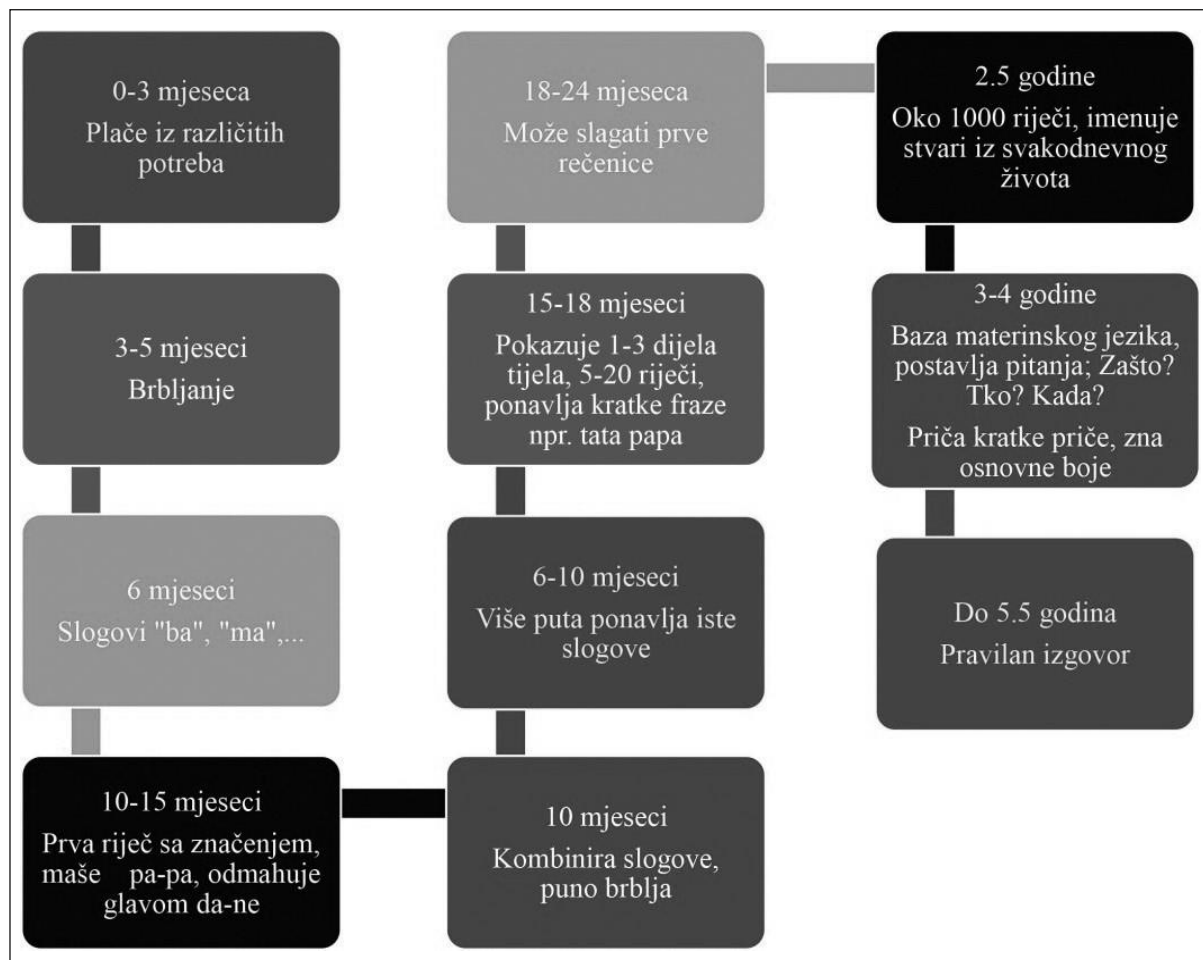 0-3 mjeseca
Plače iz različitih
potreba
3-5 mjeseci
Brbljanje
6 mjeseci
Slogovi "ba", "ma",...
10-15 mjeseci
Prva riječ sa značenjem,
maše pa-pa, odmahuje
glavom da-ne
10 mjeseci
Kombinira slogove,
puno brblja
6-10 mjeseci
Više puta ponavlja iste
slogove
15-18 mjeseci
Pokazuje 1-3 dijela
tijela, 5-20 riječi,
ponavlja kratke fraze
npr. tata papa
18-24 mjeseca
Može slagati prve
rečenice
2.5 godine
Oko 1000 riječi, imenuje
stvari iz svakodnevnog
života
3-4 godine
Baza materinskog jezika,
postavlja pitanja; Zašto?
Tko? Kada?
Priča kratke priče, zna
osnovne boje
Do 5.5 godina
Pravilan izgovor